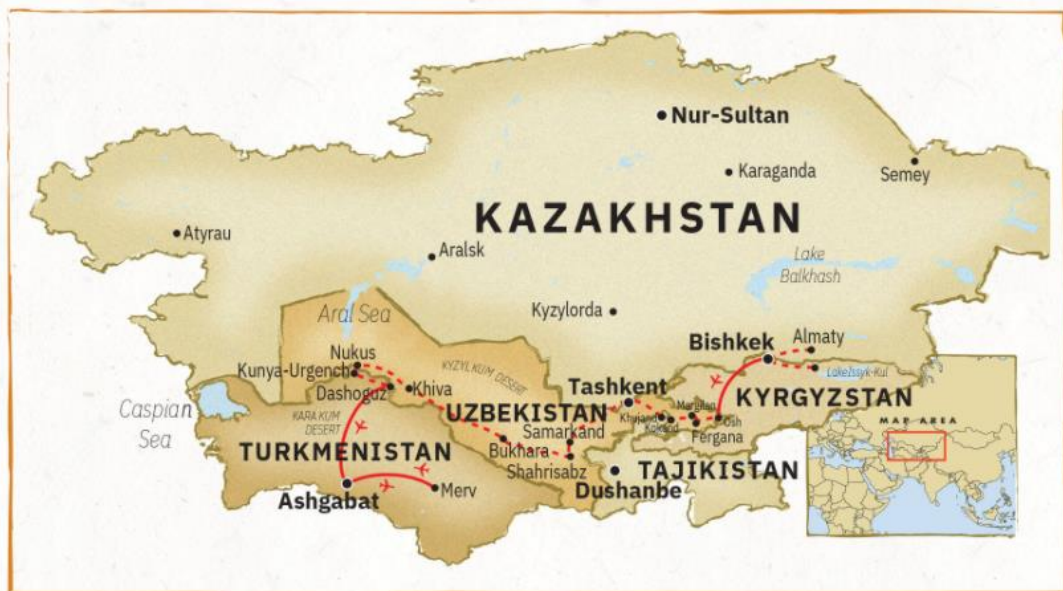 Nur-Sultan
Karaganda
Semey
KAZAKHSTAN
Atyrau
Aralsk
Lake
Balkhash
Aral Sea
Kyzylorda
Almaty
Bishkek
Nukus
Kunya-Urgench
KYZYL KUM DESERT
Lake Issyk-Kul
Dashoguz
Khiva
Tashkent
KYRGYZSTAN
Caspian
Sea
KARA KUM
DESERT
UZBEKISTAN
Khujand
Kokand
Margilan
Osh
Fergana
MAP AREA
Samarkand
TURKMENISTAN
Bukhara
Shahrisabz
TAJIKISTAN
Dushanbe
Ashgabat
Merv